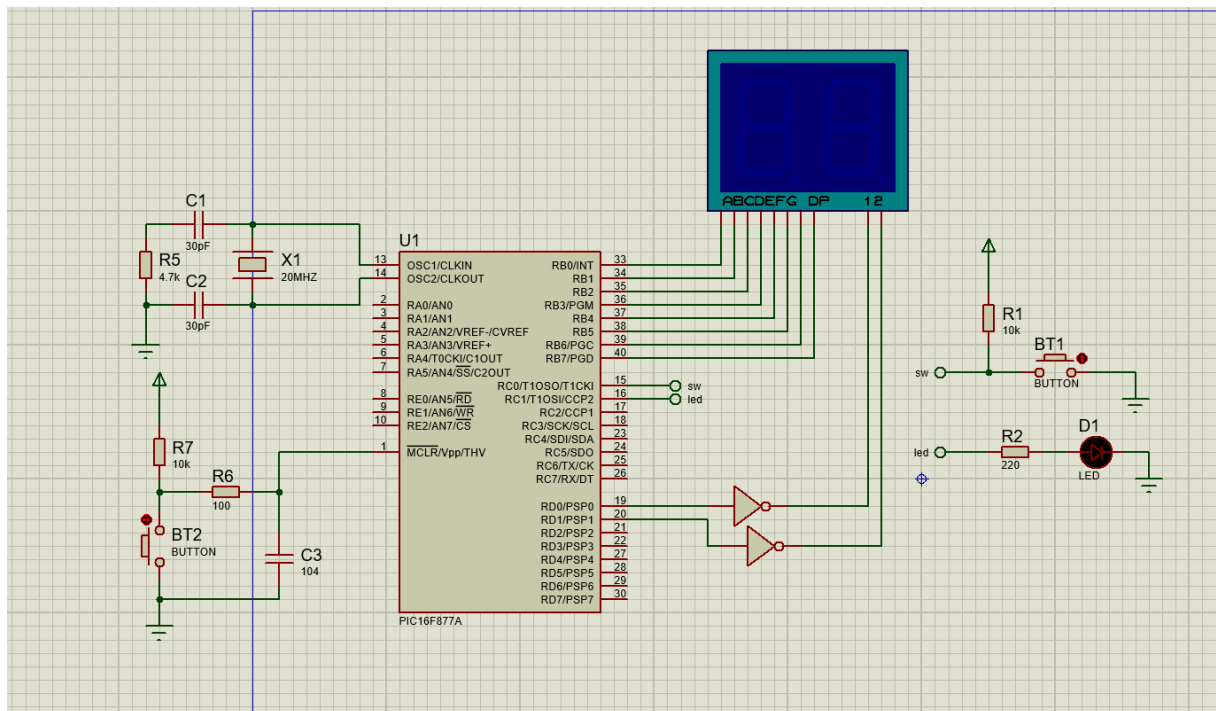 ABCDEFG DP 12
C1
30pF
R5
4.7k
X1
20MHZ
C2
30pF
U1
13 OSC1/CLKIN
14 OSC2/CLKOUT
2 RA0/AN0
3 RA1/AN1
4 RA2/AN2/VREF-/CVREF
5 RA3/AN3/VREF+
6 RA4/T0CKI/C1OUT
7 RA5/AN4/SS/C2OUT
8 RE0/AN5/RD
9 RE1/AN6/WR
10 RE2/AN7/CS
1 MCLR/Vpp/THV
RB0/INT 33
RB1 34
RB2 35
RB3/PGM 36
RB4 37
RB5 38
RB6/PGC 39
RB7/PGD 40
RC0/T1OSO/T1CKI 15 sw
RC1/T1OSI/CCP2 16 led
RC2/CCP1 17
RC3/SCK/SCL 18
RC4/SDI/SDA 23
RC5/SDO 24
RC6/TX/CK 25
RC7/RX/DT 26
RD0/PSP0 19
RD1/PSP1 20
RD2/PSP2 21
RD3/PSP3 22
RD4/PSP4 27
RD5/PSP5 28
RD6/PSP6 29
RD7/PSP7 30
PIC16F877A
R7
10k
R6
100
BT2
BUTTON
C3
104
R1
10k
BT1
sw
BUTTON
D1
R2
led
220
LED